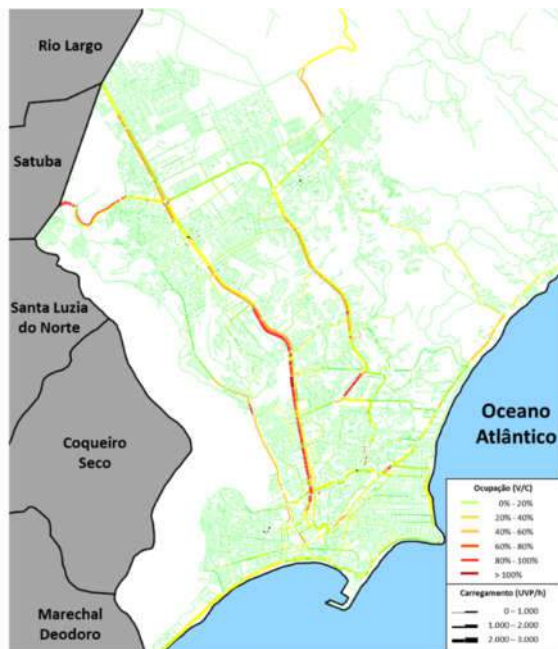 Rio Largo
Satuba
Santa Luzia
do Norte
Coqueiro
Seco
Marechal
Deodoro
Oceano
Atlântico
Ocupação (V/C)
0% - 20%
20% - 40%
40% - 60%
60% - 80%
80% - 100%
> 100%
Carregamento (UVP/h)
0 – 1.000
1.000 – 2.000
2.000 – 3.000